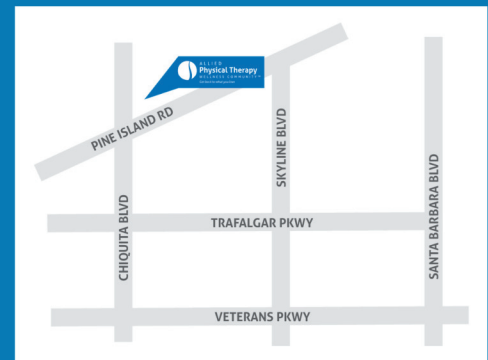 ALLIED
Physical Therapy
WELLNESS COMMUNITY
PINE ISLAND RD
SKYLINE BLVD
CHIQUITA BLVD
SANTA BARBARA BLVD
TRAFALGAR PKWY
VETERANS PKWY